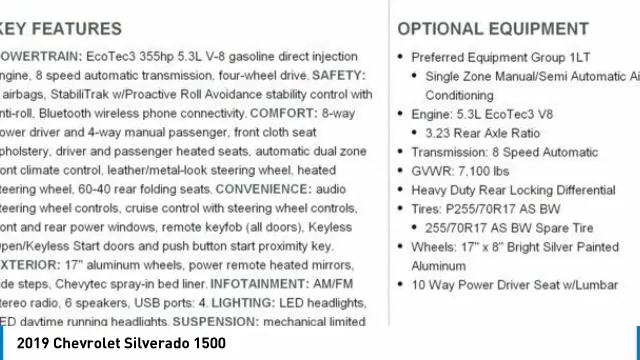 KEY FEATURES
POWERTRAIN: EcoTec3 355hp 5.3L V-8 gasoline direct injection
engine, 8 speed automatic transmission, four-wheel drive. SAFETY:
airbags, StabiliTrak w/Proactive Roll Avoidance stability control with
anti-roll, Bluetooth wireless phone connectivity. COMFORT: 8-way
power driver and 4-way manual passenger, front cloth seat
upholstery, driver and passenger heated seats, automatic dual zone
front climate control, leather/metal-look steering wheel, heated
steering wheel, 60-40 rear folding seats. CONVENIENCE: audio
steering wheel controls, cruise control with steering wheel controls,
front and rear power windows, remote keyfob (all doors), Keyless
Open/Keyless Start doors and push button start proximity key.
EXTERIOR: 17" aluminum wheels, power remote heated mirrors,
side steps, Chevytec spray-in bed liner. INFOTAINMENT: AM/FM
stereo radio, 6 speakers, USB ports: 4. LIGHTING: LED headlights,
LED daytime running headlights. SUSPENSION: mechanical limited
OPTIONAL EQUIPMENT
• Preferred Equipment Group 1LT
• Single Zone Manual/Semi Automatic Air
Conditioning
• Engine: 5.3L EcoTec3 V8
• 3.23 Rear Axle Ratio
• Transmission: 8 Speed Automatic
• GVWR: 7,100 lbs
• Heavy Duty Rear Locking Differential
• Tires: P255/70R17 AS BW
• 255/70R17 AS BW Spare Tire
• Wheels: 17" x 8" Bright Silver Painted
Aluminum
• 10 Way Power Driver Seat w/Lumbar
2019 Chevrolet Silverado 1500